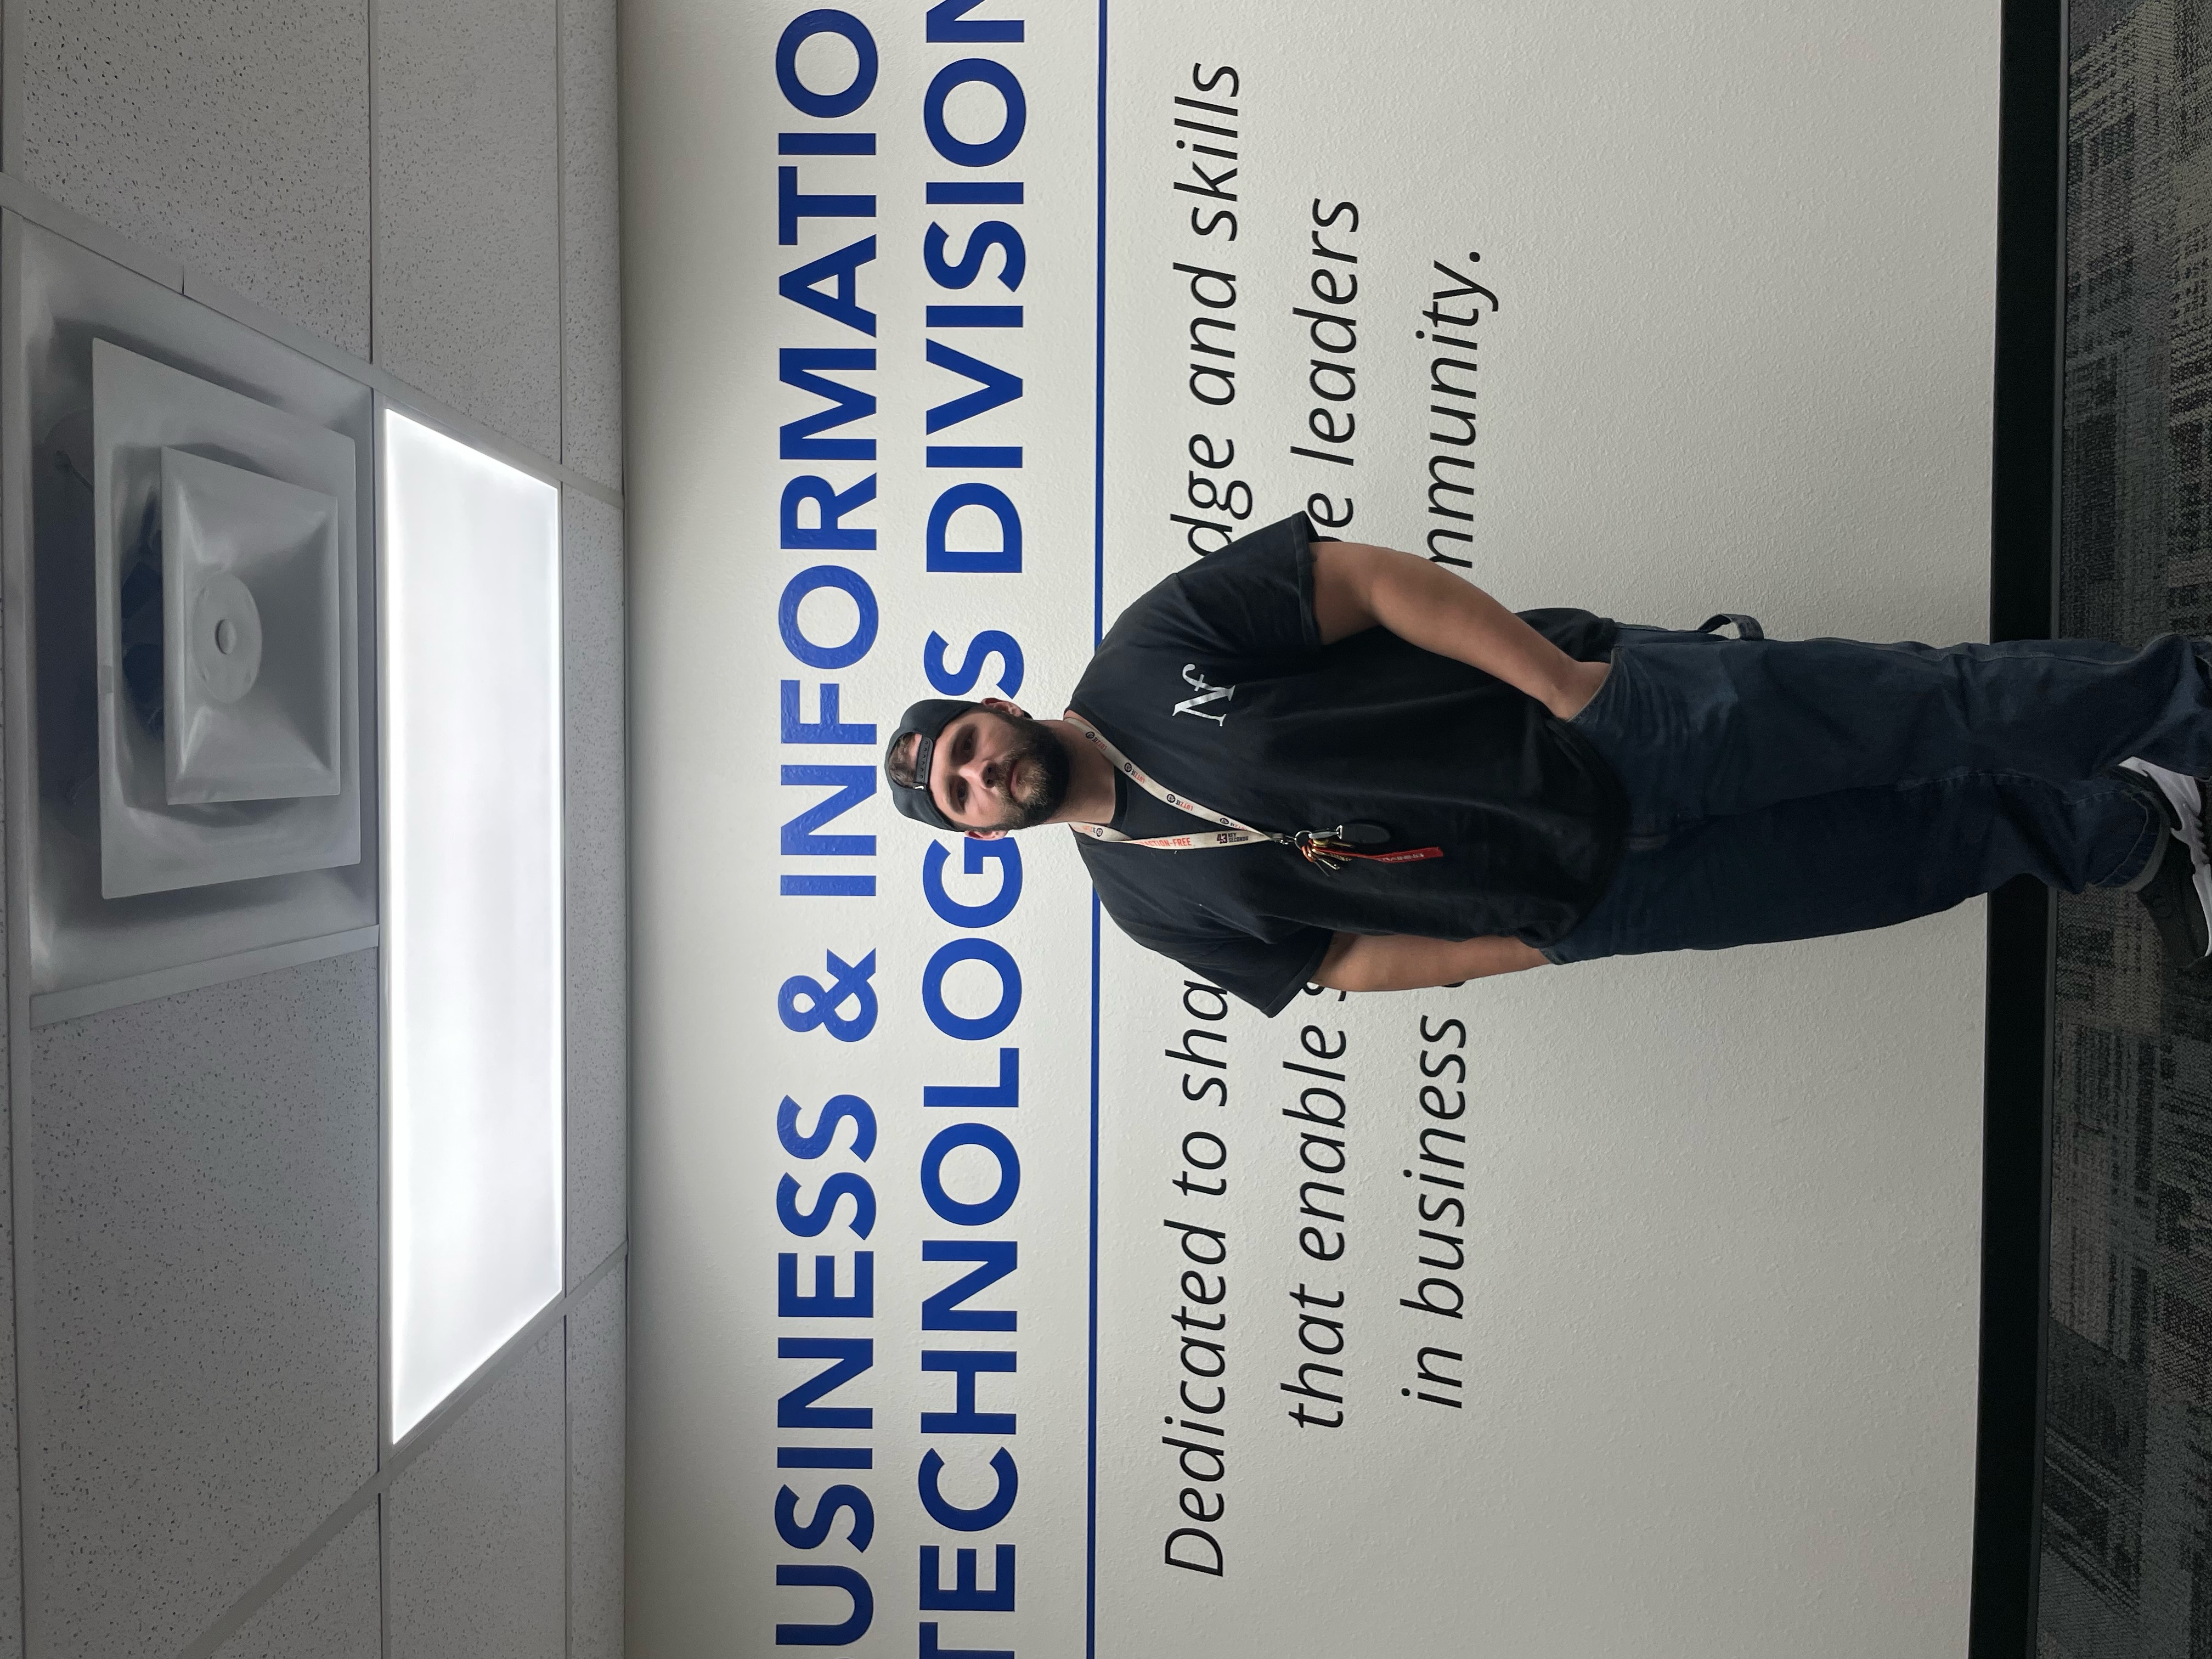 USINESS & INFORMATIO
TECHNOLOG S DIVISION
Dedicated to sha dge and skills
that enable s e leaders
in business mmunity.
Nf